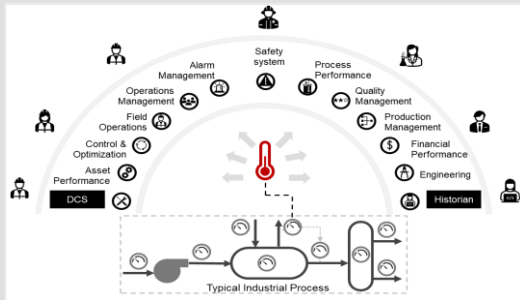 Safety
system
Alarm
Management
Process
Performance
Operations
Management
Quality
Management
Field
Operations
Production
Management
Control &
Optimization
Financial
Performance
Asset
Performance
Engineering
DCS
Historian
Typical Industrial Process